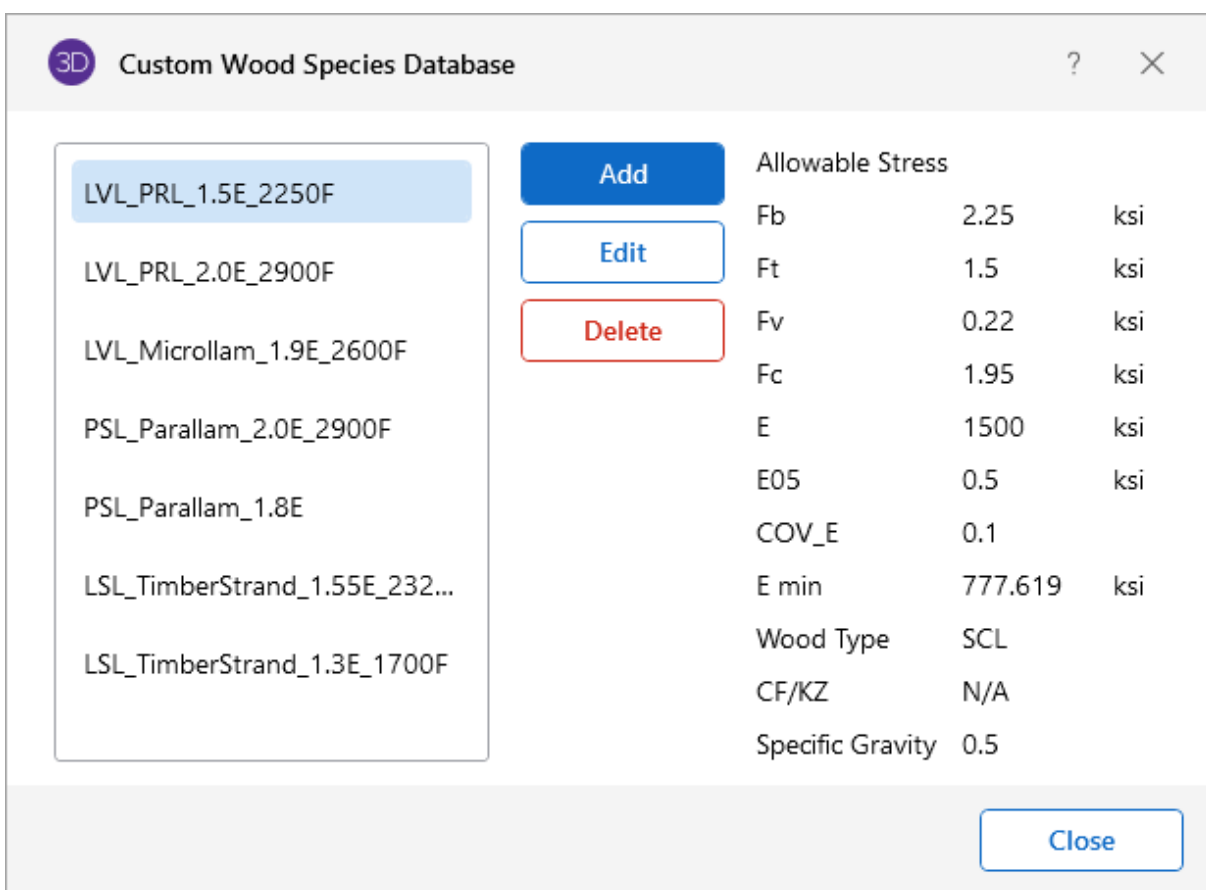 3D Custom Wood Species Database ?
LVL_PRL_1.5E_2250F
LVL_PRL_2.0E_2900F
LVL_Microllam_1.9E_2600F
PSL_Parallam_2.0E_2900F
PSL_Parallam_1.8E
LSL_TimberStrand_1.55E_232...
LSL_TimberStrand_1.3E_1700F
Add
Edit
Delete
Allowable Stress
Fb 2.25 ksi
Ft 1.5 ksi
Fv 0.22 ksi
Fc 1.95 ksi
E 1500 ksi
E05 0.5 ksi
COV_E 0.1
E min 777.619 ksi
Wood Type SCL
CF/KZ N/A
Specific Gravity 0.5
Close